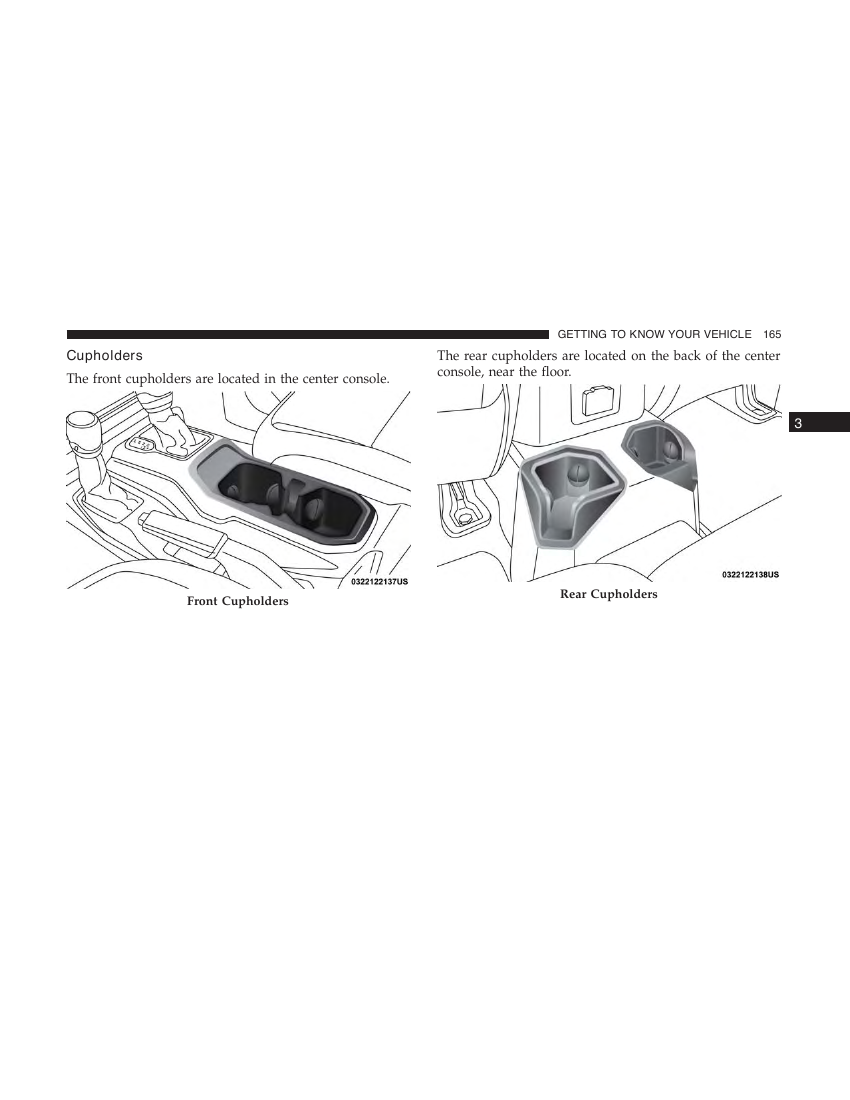 GETTING TO KNOW YOUR VEHICLE 165
Cupholders
The front cupholders are located in the center console.
0322122137US
Front Cupholders
The rear cupholders are located on the back of the center
console, near the floor.
0322122138US
Rear Cupholders
3